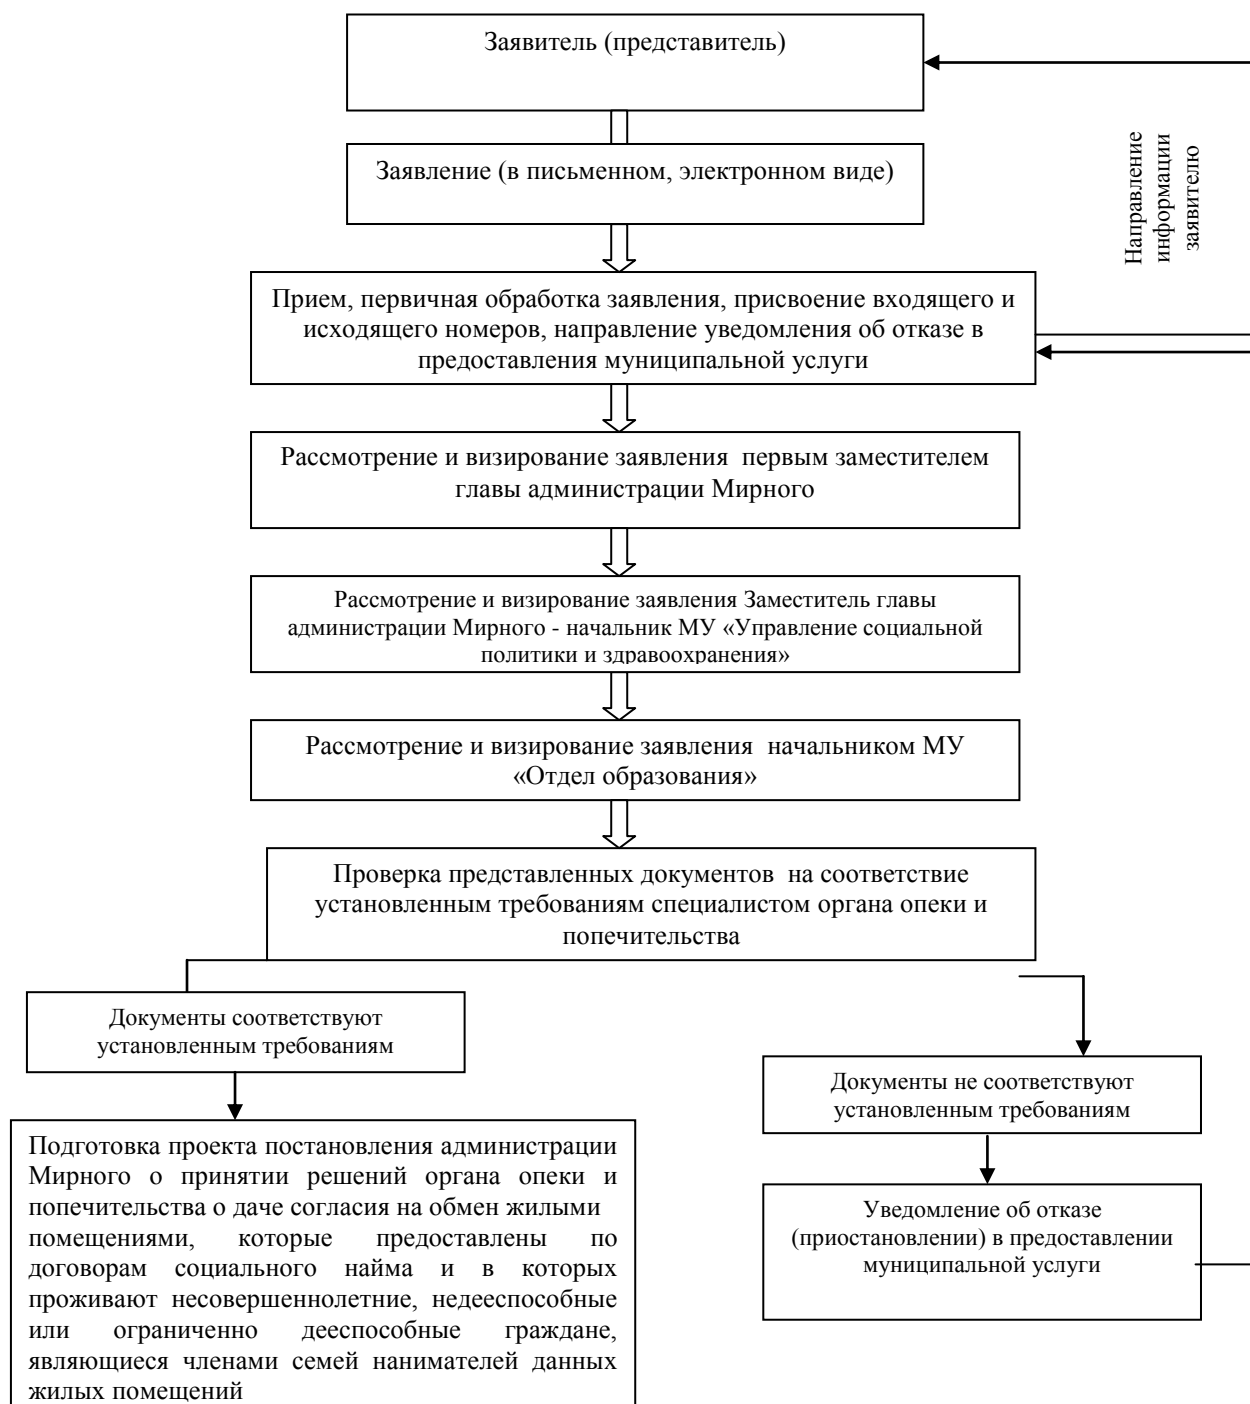 Заявитель (представитель)
Заявление (в письменном, электронном виде)
Направление
информации
заявителю
Прием, первичная обработка заявления, присвоение входящего и
исходящего номеров, направление уведомления об отказе в
предоставления муниципальной услуги
Рассмотрение и визирование заявления первым заместителем
главы администрации Мирного
Рассмотрение и визирование заявления Заместитель главы
администрации Мирного - начальник МУ «Управление социальной
политики и здравоохранения»
Рассмотрение и визирование заявления начальником МУ
«Отдел образования»
Проверка представленных документов на соответствие
установленным требованиям специалистом органа опеки и
попечительства
Документы соответствуют
установленным требованиям
Документы не соответствуют
установленным требованиям
Подготовка проекта постановления администрации
Мирного о принятии решений органа опеки и
попечительства о даче согласия на обмен жилыми
помещениями, которые предоставлены по
договорам социального найма и в которых
проживают несовершеннолетние, недееспособные
или ограниченно дееспособные граждане,
являющиеся членами семей нанимателей данных
жилых помещений
Уведомление об отказе
(приостановлении) в предоставлении
муниципальной услуги